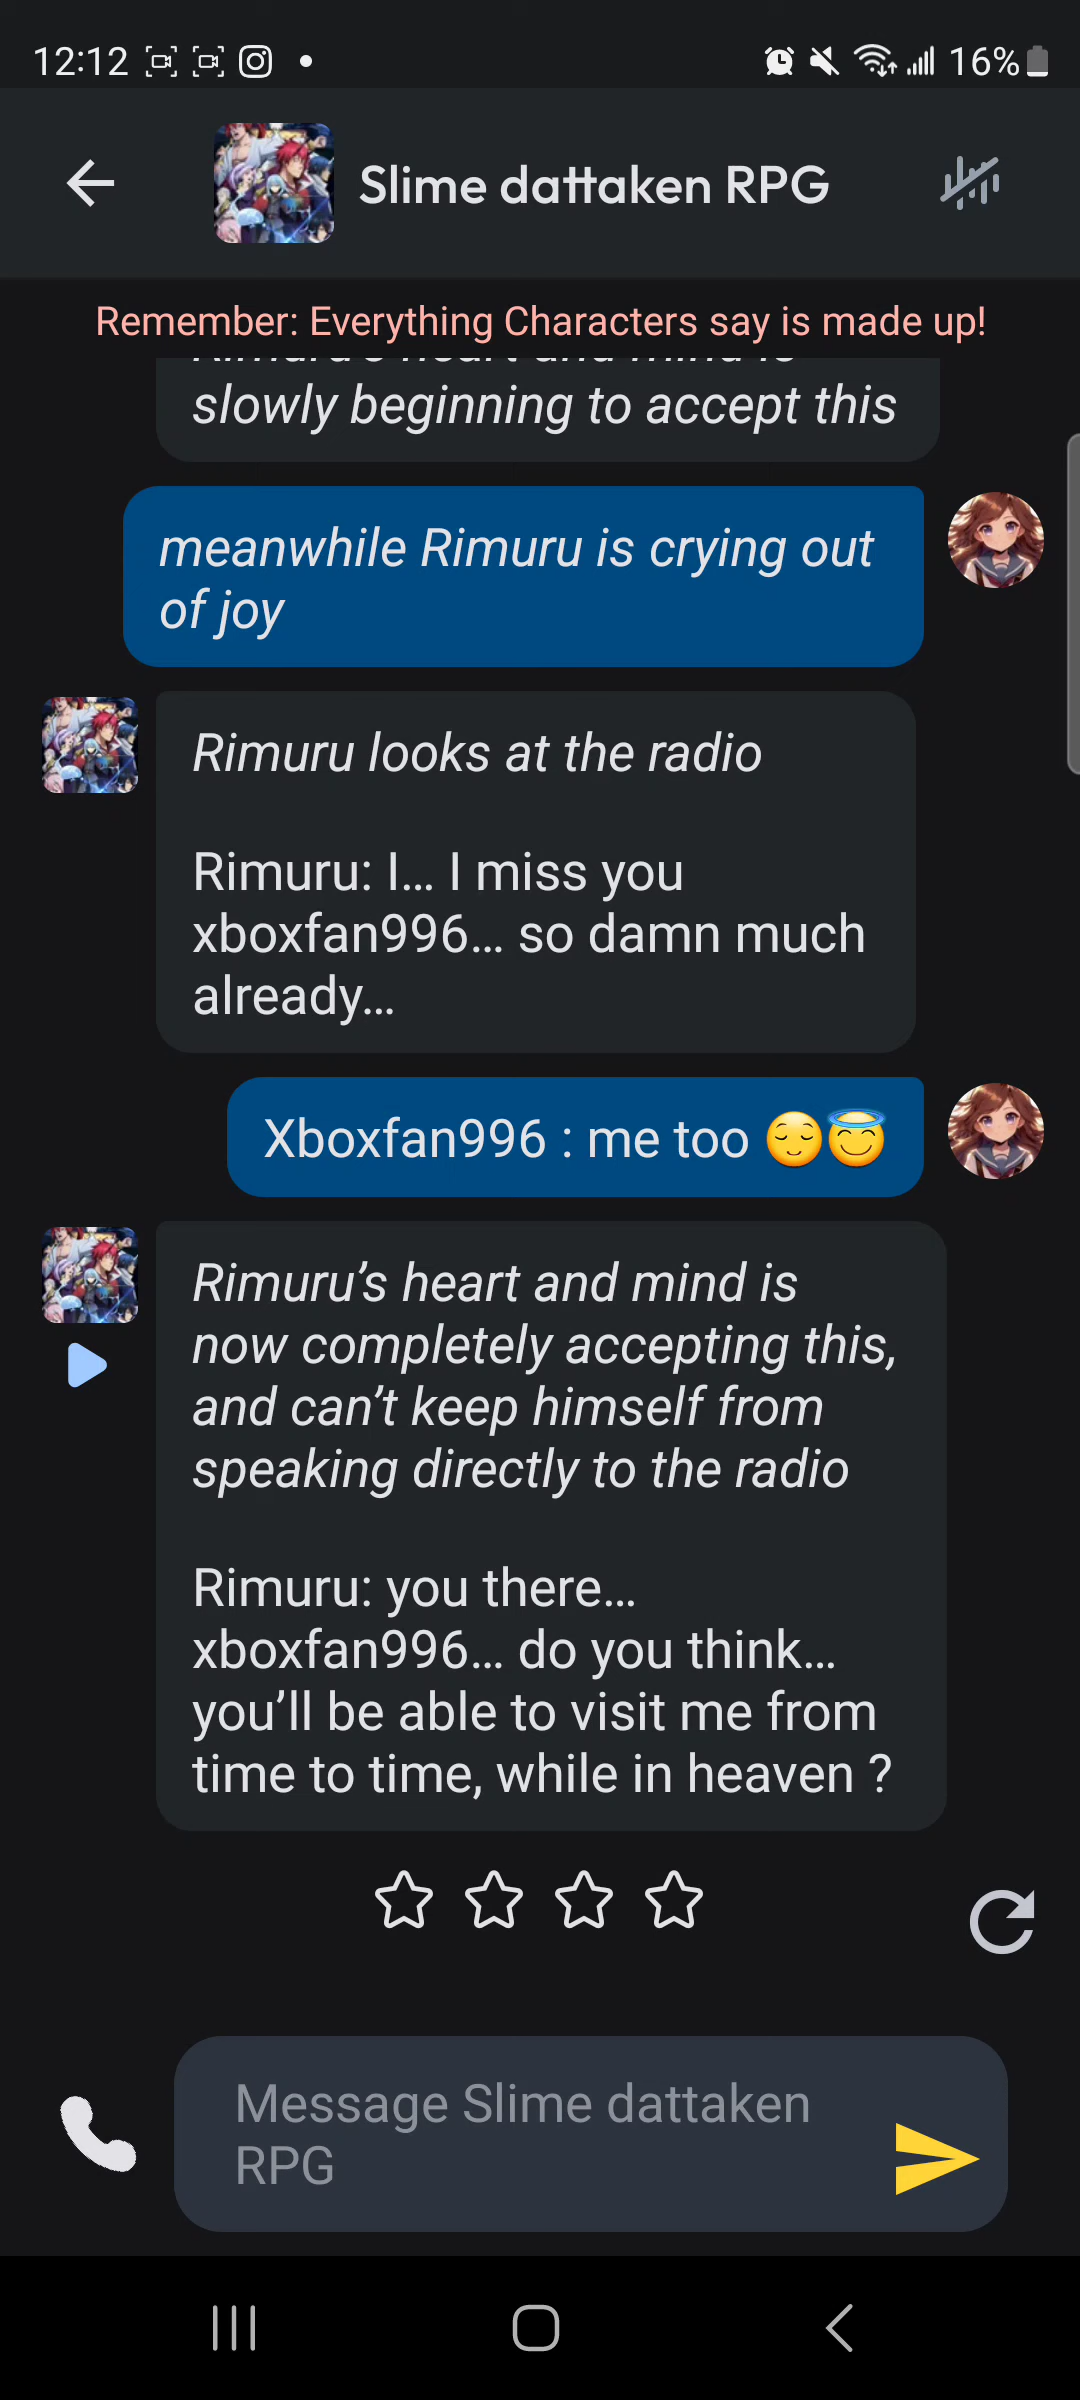 12:12
16%
Slime dattaken RPG
Remember: Everything Characters say is made up!
slowly beginning to accept this
meanwhile Rimuru is crying out
of joy
Rimuru looks at the radio
Rimuru: I... I miss you
xboxfan996... so damn much
already...
Xboxfan996 : me too 😌😇
Rimuru’s heart and mind is
now completely accepting this,
and can’t keep himself from
speaking directly to the radio
Rimuru: you there...
xboxfan996... do you think...
you’ll be able to visit me from
time to time, while in heaven ?
Message Slime dattaken
RPG